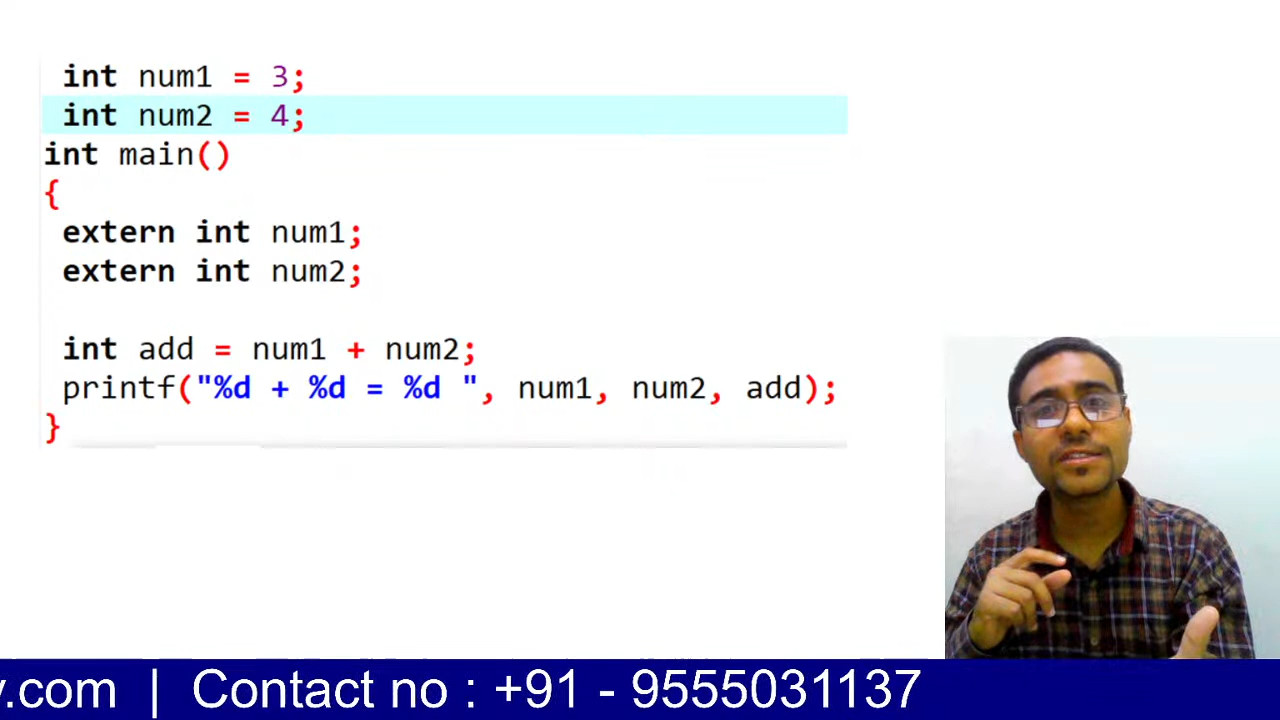 int num1 = 3;
int num2 = 4;
int main()
{
extern int num1;
extern int num2;
int add = num1 + num2;
printf("%d + %d = %d ", num1, num2, add);
}
y.com | Contact no : +91 - 9555031137